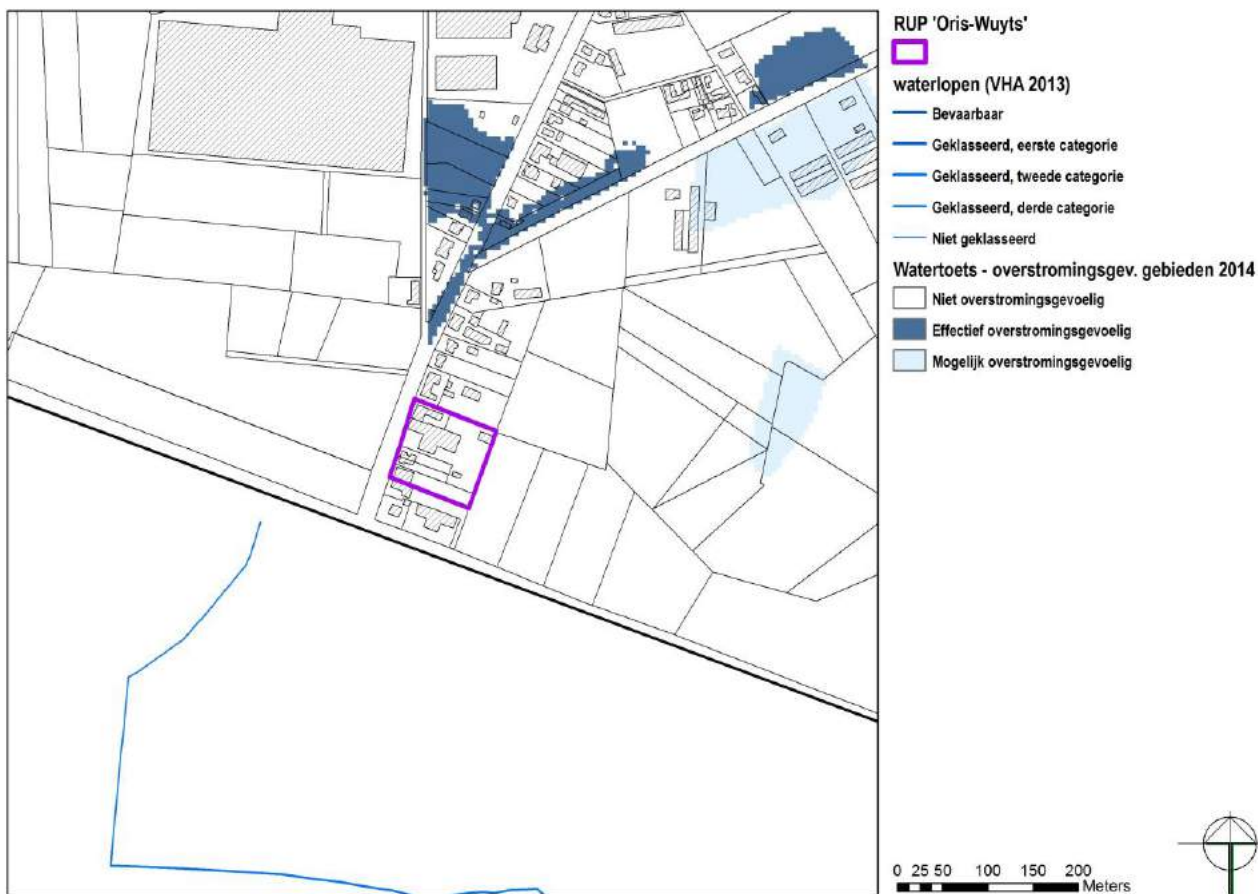 RUP 'Oris-Wuyts'
waterlopen (VHA 2013)
Bevaarbaar
Geklasseerd, eerste categorie
Geklasseerd, tweede categorie
Geklasseerd, derde categorie
Niet geklasseerd
Watertoets - overstromingsgev. gebieden 2014
Niet overstromingsgevoelig
Effectief overstromingsgevoelig
Mogelijk overstromingsgevoelig
0 25 50 100 150 200
Meters